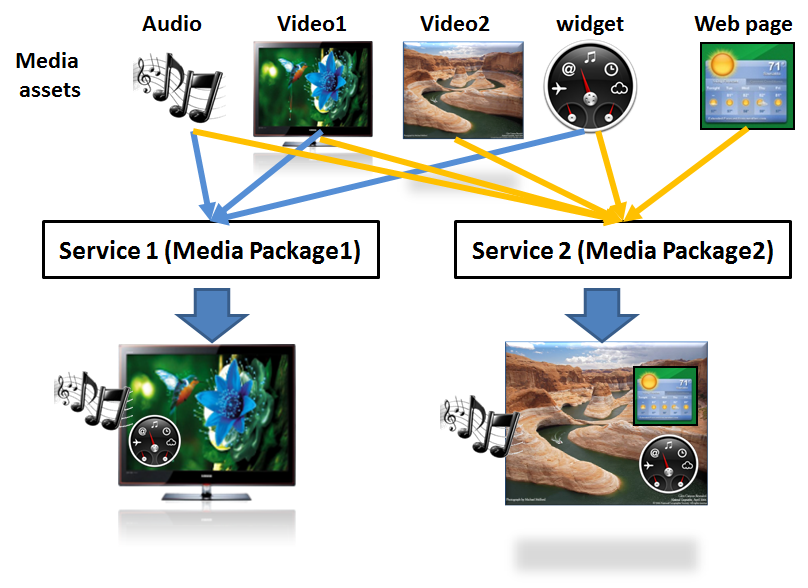 Audio
Video1
Video2
widget
Web page
Media
assets
71°
Service 1 (Media Package1)
Service 2 (Media Package2)
71°